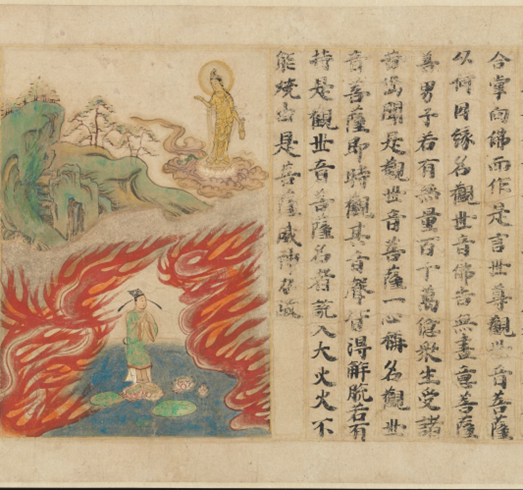 合掌向佛而作是言世尊觀世音菩薩
以何因緣名觀世音佛告無盡意菩薩
善男子若有無量百千萬億衆生受諸
苦惱聞是觀世音菩薩一心稱名觀世
音菩薩即時觀其音聲皆得解脫若有
持是觀世音菩薩名者設入大火火不
能燒由是菩薩威神力故